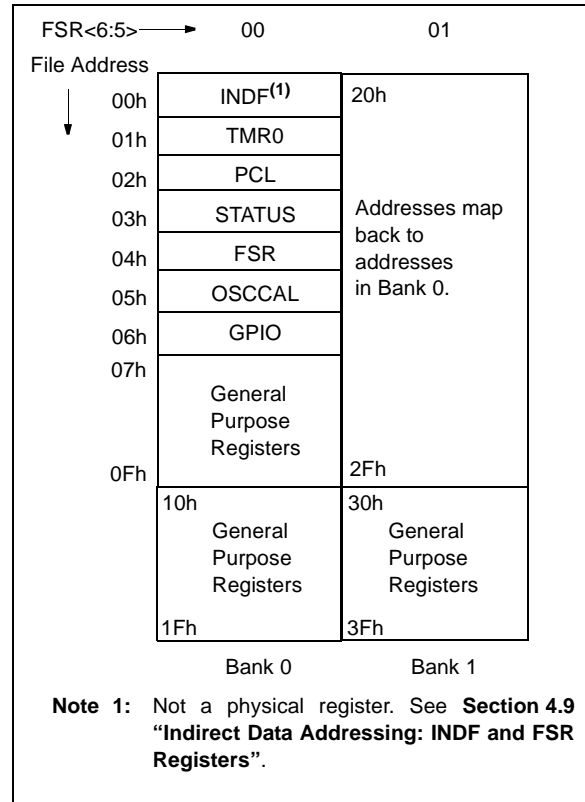 FSR<6:5> 00 01
File Address
00h INDF(1) 20h
01h TMR0
02h PCL
03h STATUS Addresses map
back to
04h FSR addresses
in Bank 0.
05h OSCCAL
06h GPIO
07h
General
Purpose
Registers
0Fh 2Fh
10h 30h
General General
Purpose Purpose
Registers Registers
1Fh 3Fh
Bank 0 Bank 1
Note 1: Not a physical register. See Section 4.9
“Indirect Data Addressing: INDF and FSR
Registers”.